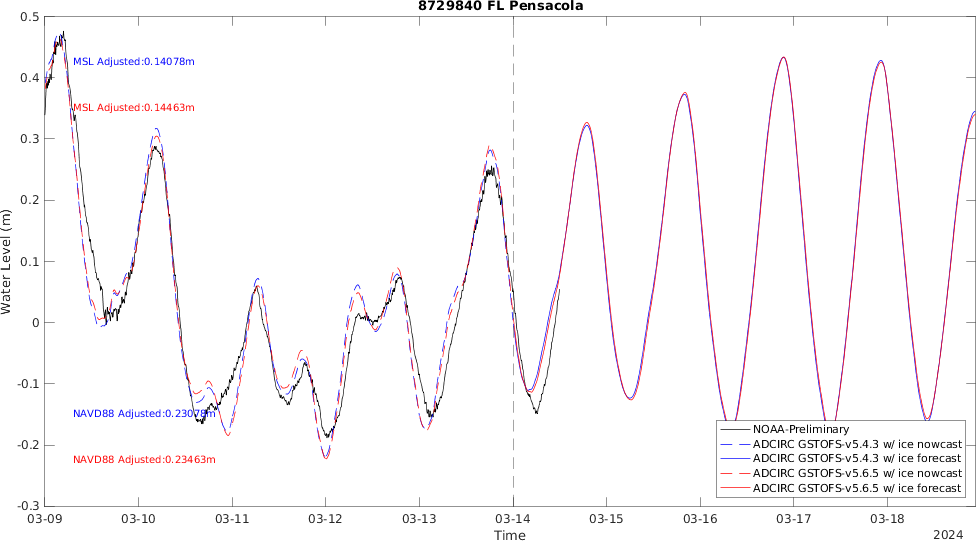 8729840 FL Pensacola
0.5
0.4
0.3
0.2
0.1
0
-0.1
-0.2
-0.3
Water Level (m)
MSL Adjusted:0.14078m
MSL Adjusted:0.14463m
NAVD88 Adjusted:0.23078m
NAVD88 Adjusted:0.23463m
NOAA-Preliminary
ADCIRC GSTOFS-v5.4.3 w/ ice nowcast
ADCIRC GSTOFS-v5.4.3 w/ ice forecast
ADCIRC GSTOFS-v5.6.5 w/ ice nowcast
ADCIRC GSTOFS-v5.6.5 w/ ice forecast
03-09 03-10 03-11 03-12 03-13 03-14 03-15 03-16 03-17 03-18
Time
2024